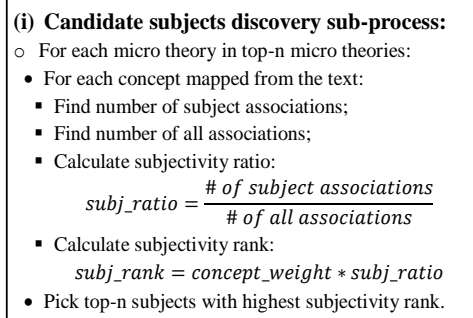 (i) Candidate subjects discovery sub-process:
○ For each micro theory in top-n micro theories:
• For each concept mapped from the text:
▪ Find number of subject associations;
▪ Find number of all associations;
▪ Calculate subjectivity ratio:
subj_ratio = # of subject associations / # of all associations
▪ Calculate subjectivity rank:
subj_rank = concept_weight * subj_ratio
• Pick top-n subjects with highest subjectivity rank.